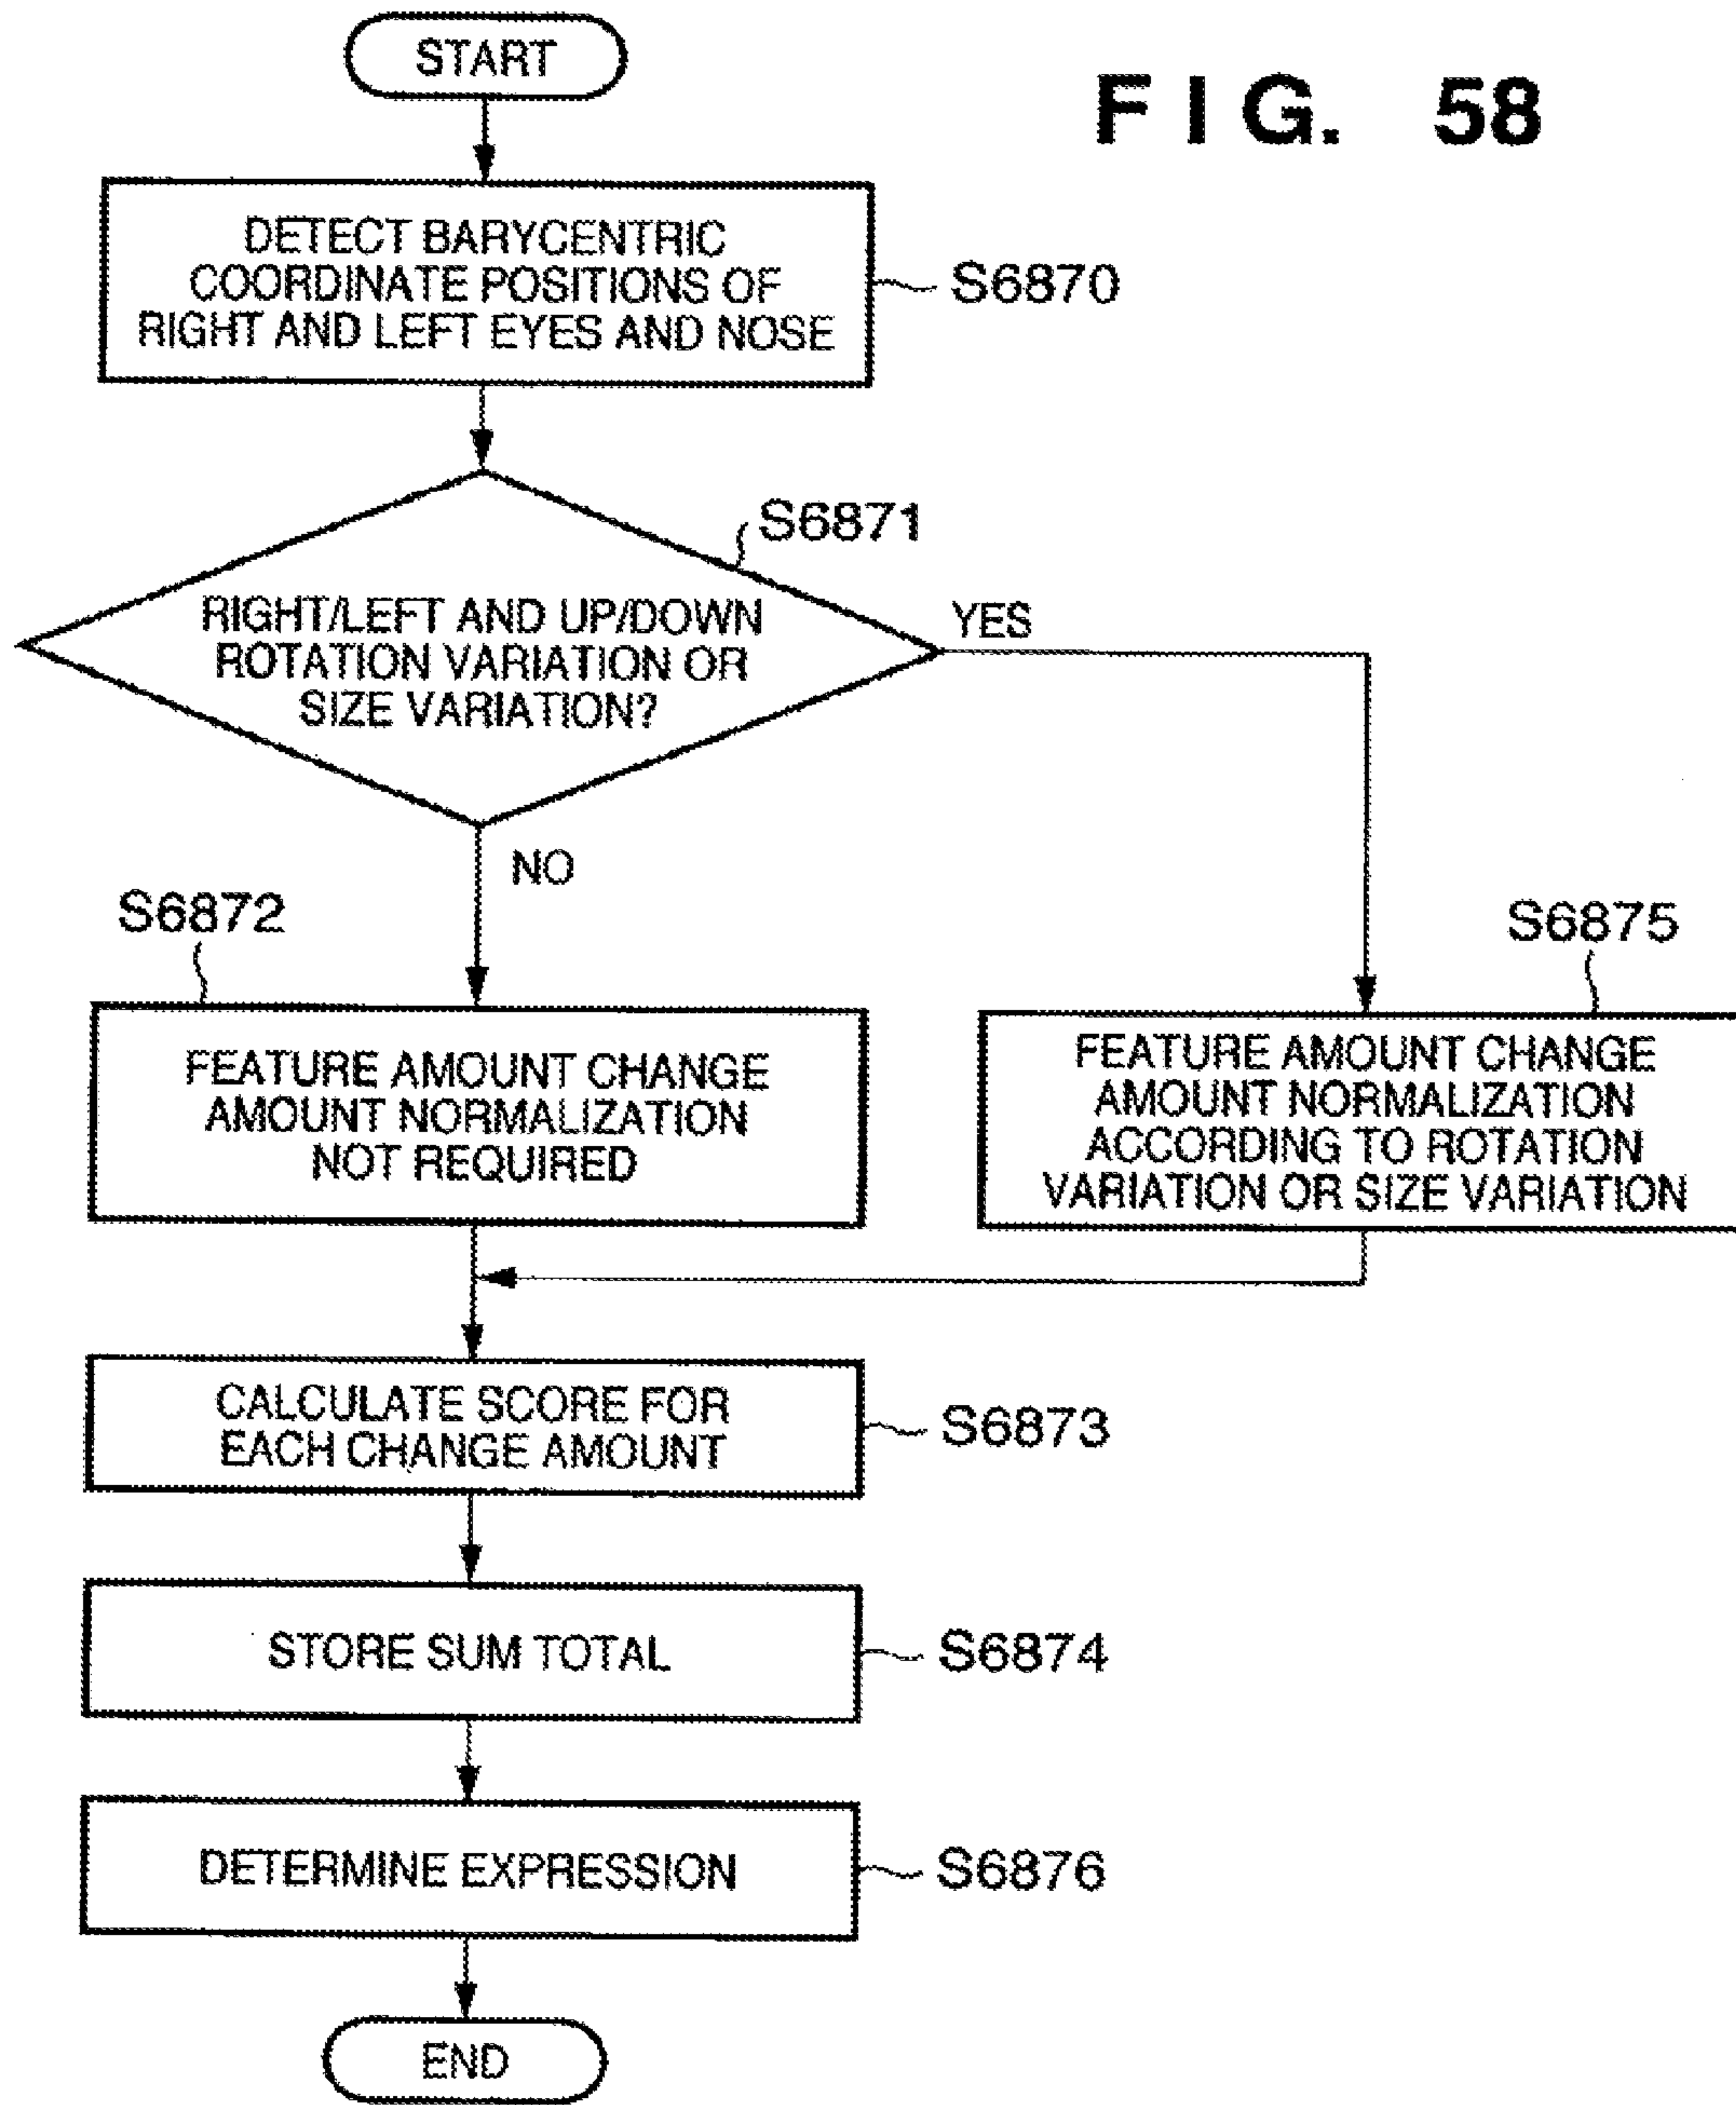 START
FIG. 58
DETECT BARYCENTRIC
COORDINATE POSITIONS OF
RIGHT AND LEFT EYES AND NOSE
S6870
S6871
RIGHT/LEFT AND UP/DOWN
ROTATION VARIATION OR
SIZE VARIATION?
YES
NO
S6872
FEATURE AMOUNT CHANGE
AMOUNT NORMALIZATION
NOT REQUIRED
S6875
FEATURE AMOUNT CHANGE
AMOUNT NORMALIZATION
ACCORDING TO ROTATION
VARIATION OR SIZE VARIATION
CALCULATE SCORE FOR
EACH CHANGE AMOUNT
S6873
STORE SUM TOTAL
S6874
DETERMINE EXPRESSION
S6876
END